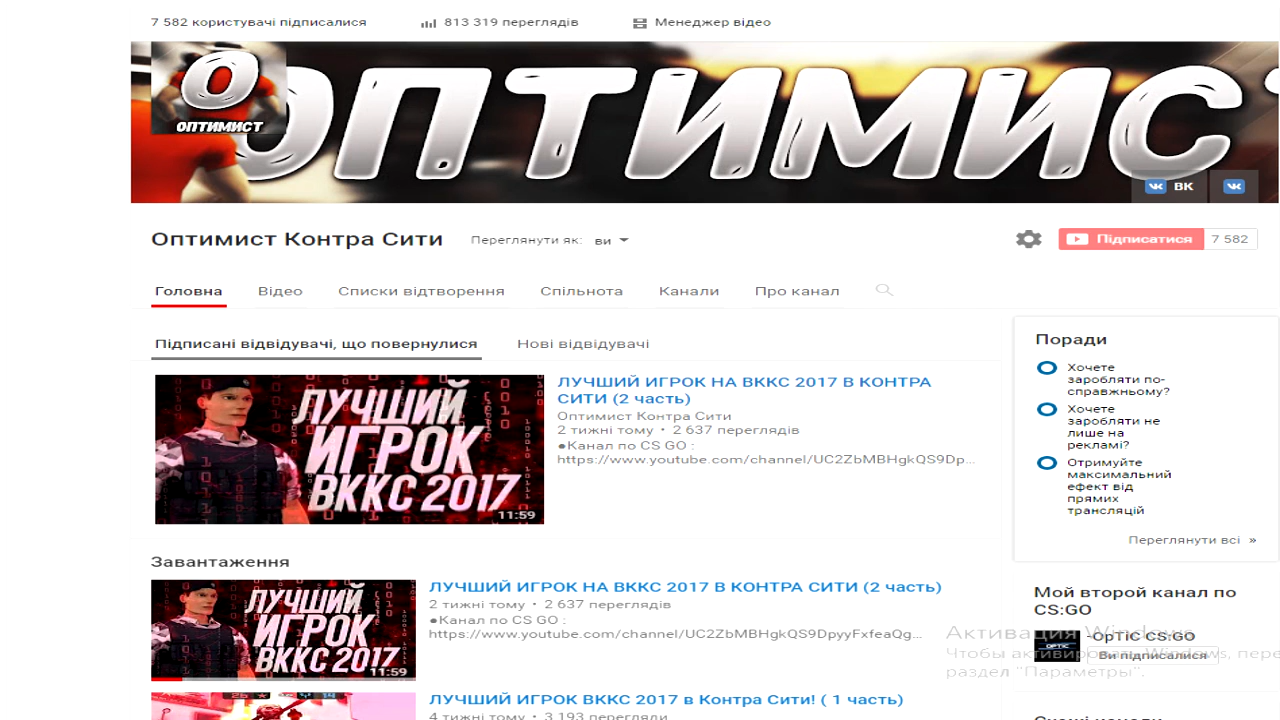 7 582 користувачі підписалися
813 319 переглядів
Менеджер відео
О
ОПТИМИСТ
ОПТИМИСТ
ВК
Оптимист Контра Сити
Переглянути як: ви
Підписатися 7 582
Головна
Відео
Списки відтворення
Спільнота
Канали
Про канал
Підписані відвідувачі, що повернулися
Нові відвідувачі
ЛУЧШИЙ
ИГРОК
ВККС 2017
11:59
ЛУЧШИЙ ИГРОК НА ВККС 2017 В КОНТРА
СИТИ (2 часть)
Оптимист Контра Сити
2 тижні тому • 2 637 переглядів
●Канал по CS GO :
https://www.youtube.com/channel/UC2ZbMBHgkQS9Dp...
Поради
Хочете
заробляти по-
справжньому?
Хочете
заробляти не
лише на
рекламі?
Отримуйте
максимальний
ефект від
прямих
трансляцій
Переглянути всі »
Завантаження
ЛУЧШИЙ
ИГРОК
ВККС 2017
11:59
ЛУЧШИЙ ИГРОК НА ВККС 2017 В КОНТРА СИТИ (2 часть)
2 тижні тому • 2 637 переглядів
●Канал по CS GO :
https://www.youtube.com/channel/UC2ZbMBHgkQS9DpyyFxfeaQg...
Мой второй канал по
CS:GO
OPTIC
-OpTiC CS:GO
Ви підписалися
Активация Windows
Чтобы активировать Windows, пере
раздел "Параметры".
ЛУЧШИЙ ИГРОК ВККС 2017 в Контра Сити! ( 1 часть)
4 тижні тому • 3 193 перегляди
Схожі канали